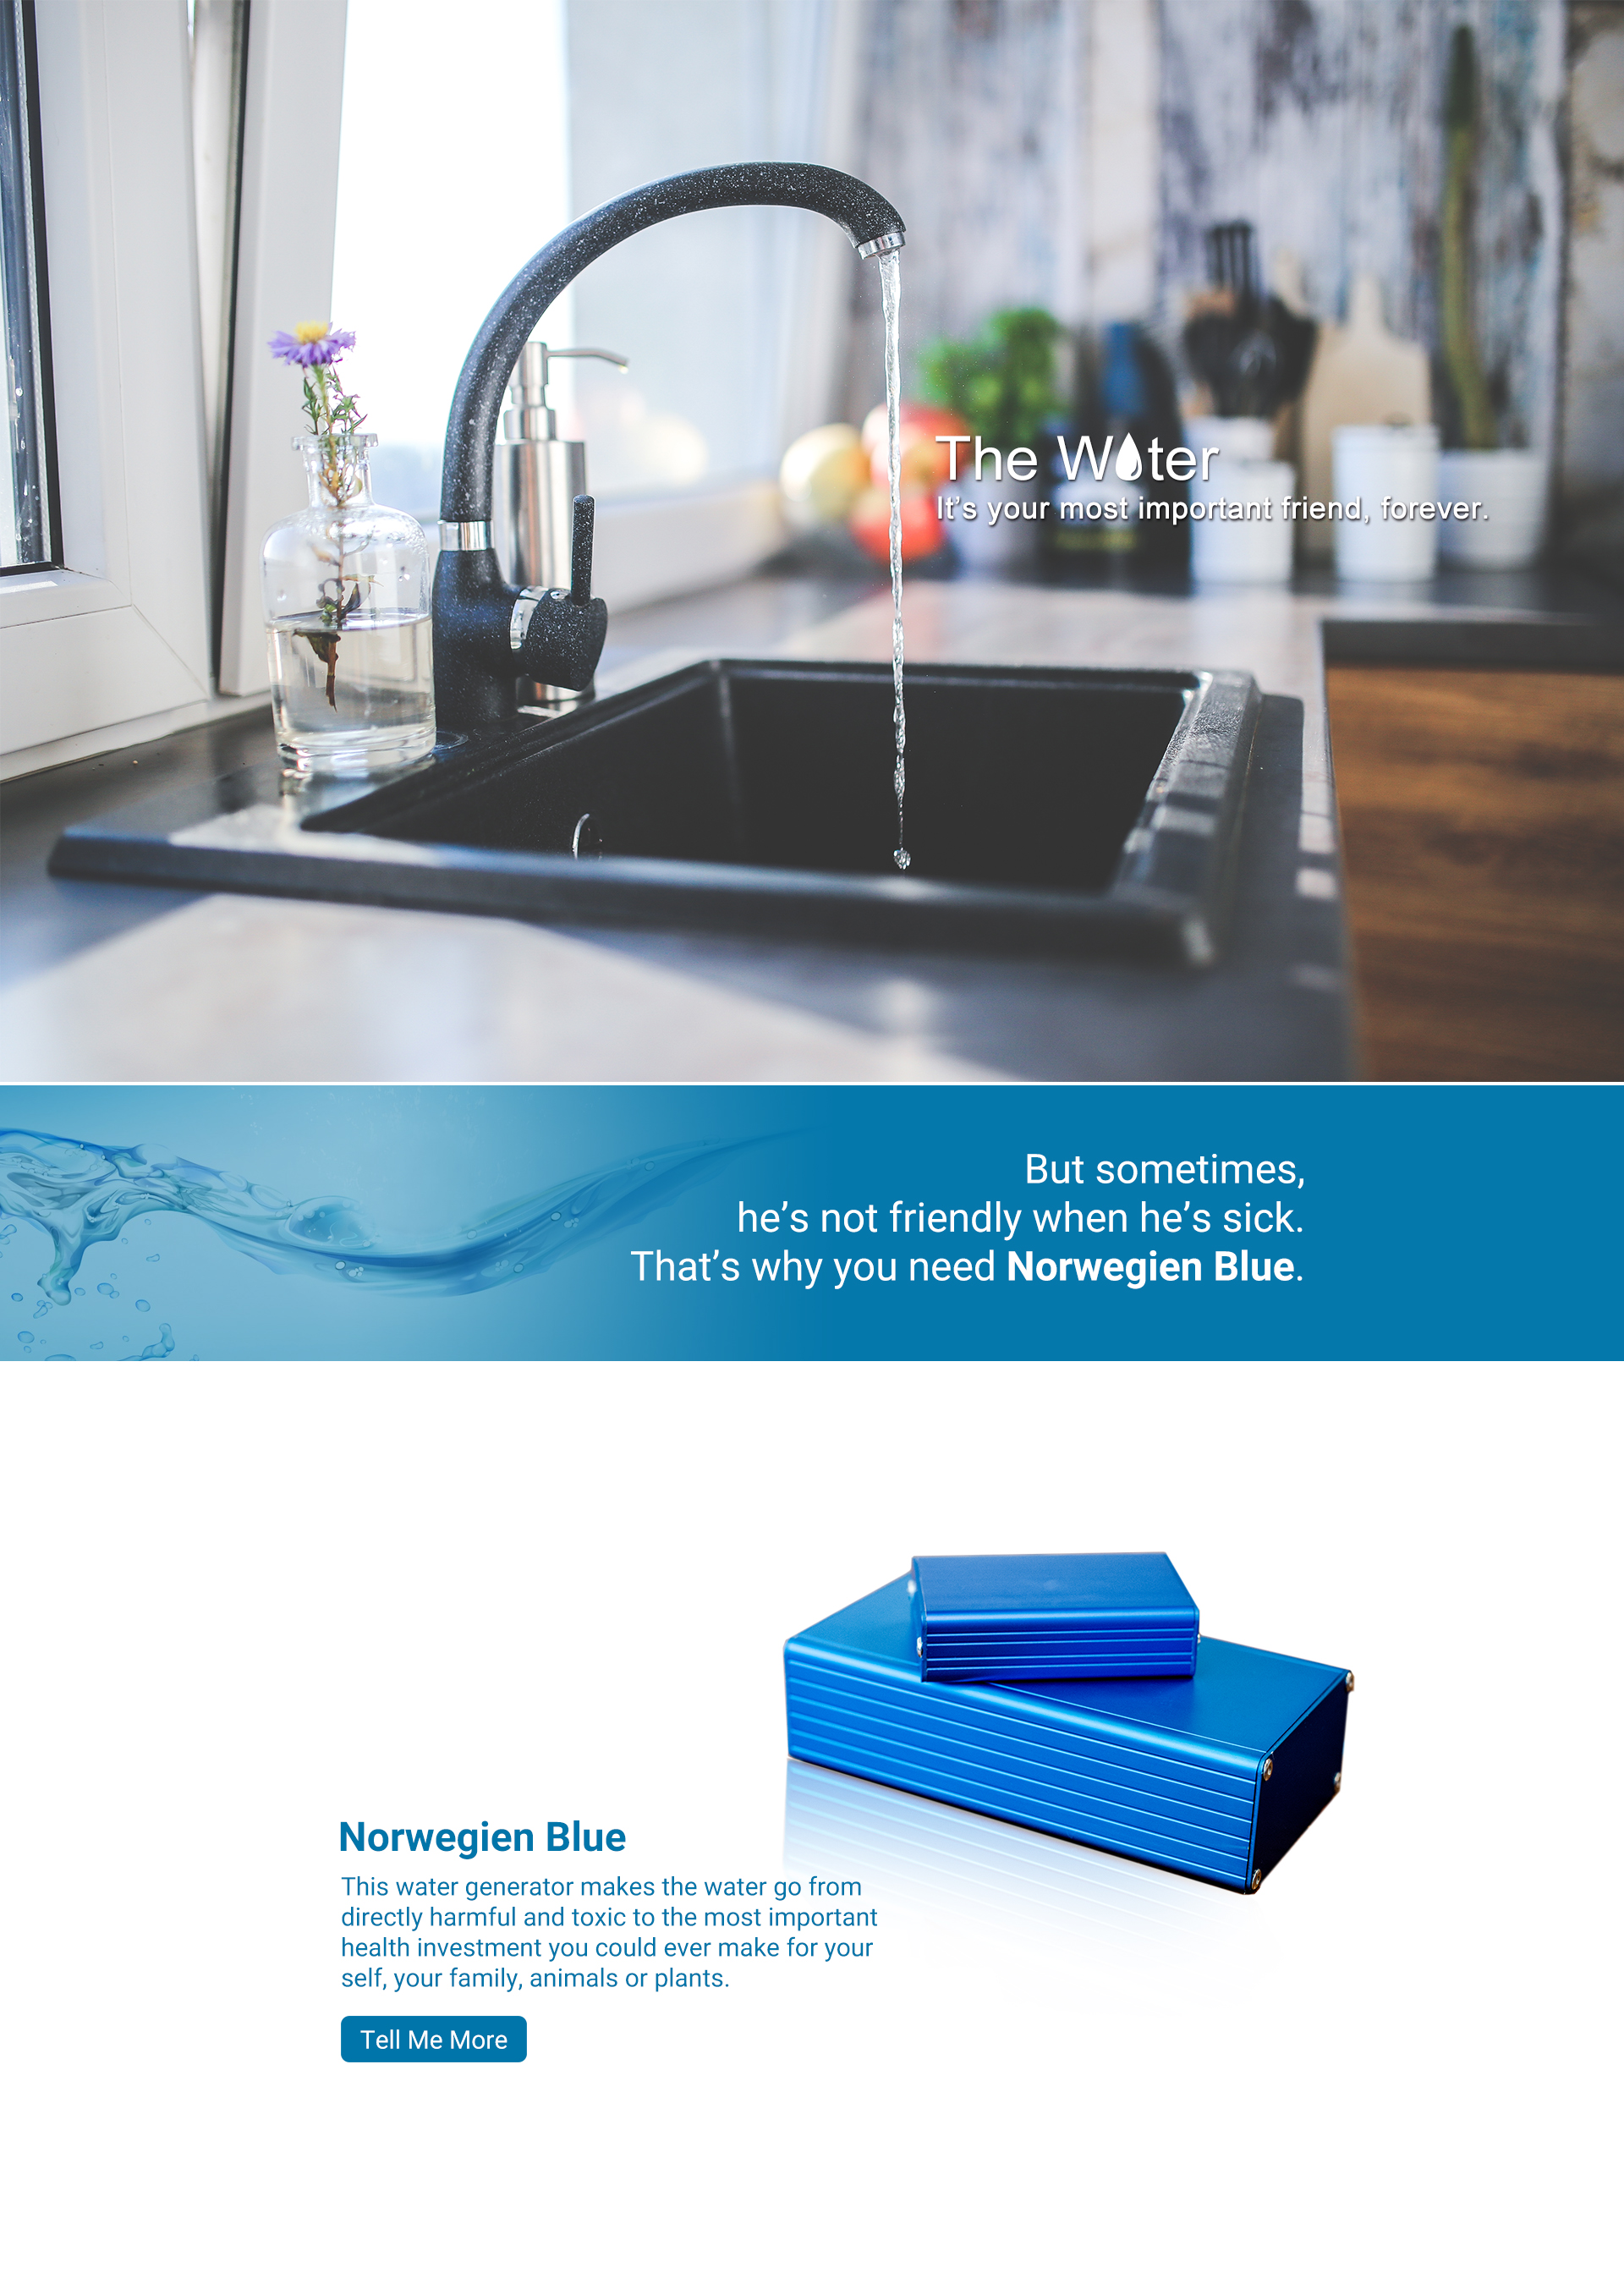 The Water
It's your most important friend, forever.
But sometimes,
he's not friendly when he's sick.
That's why you need Norwegien Blue.
Norwegien Blue
This water generator makes the water go from
directly harmful and toxic to the most important
health investment you could ever make for your
self, your family, animals or plants.
Tell Me More